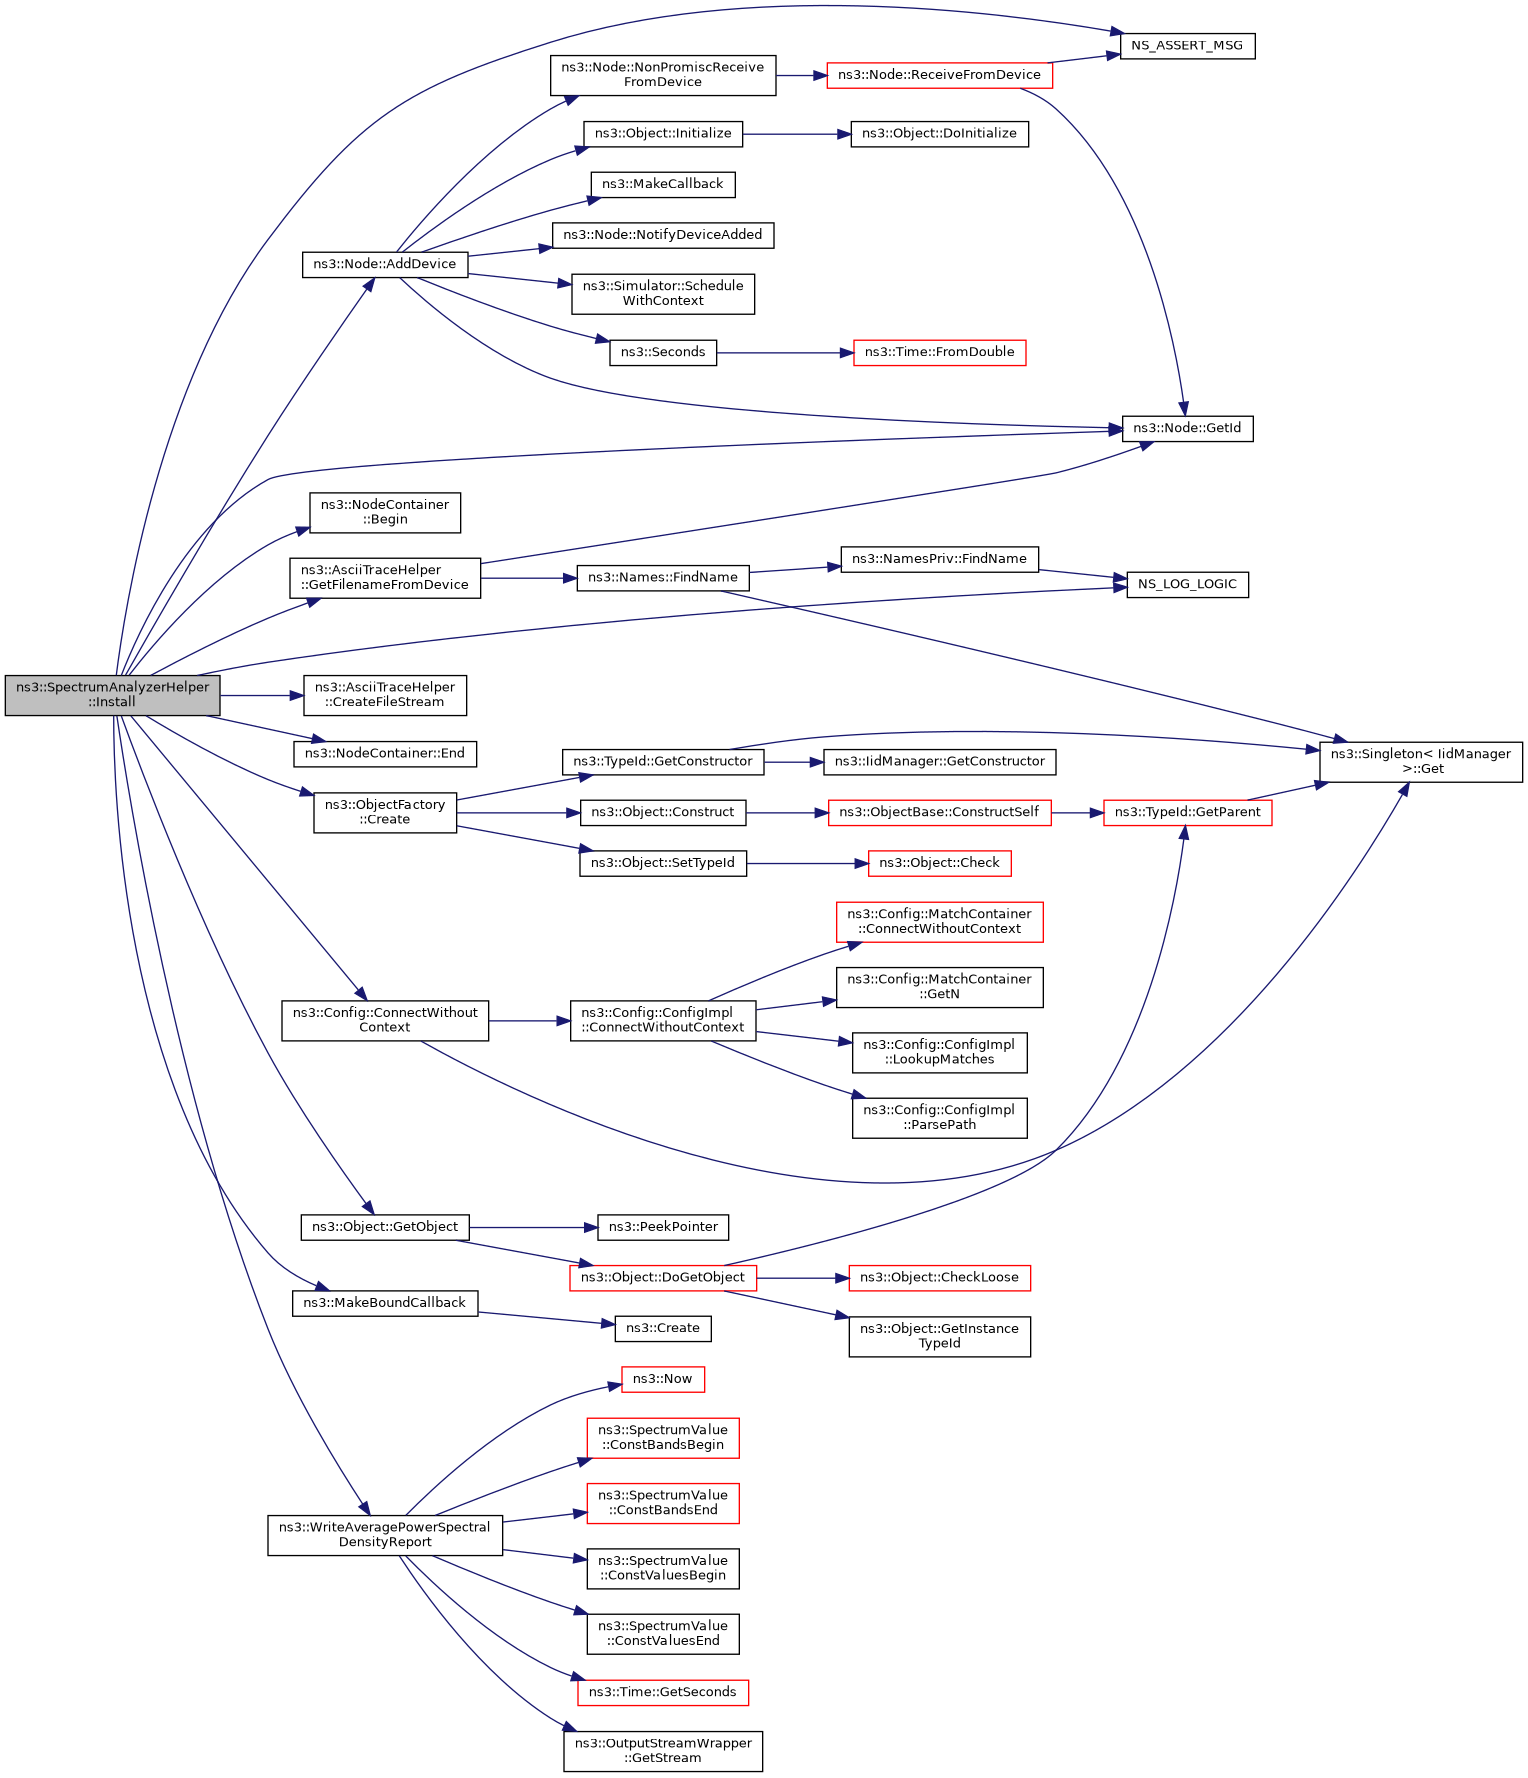 NS_ASSERT_MSG
ns3::Node::NonPromiscReceive
FromDevice
ns3::Node::ReceiveFromDevice
ns3::Object::Initialize
ns3::Object::DoInitialize
ns3::MakeCallback
ns3::Node::NotifyDeviceAdded
ns3::Node::AddDevice
ns3::Simulator::Schedule
WithContext
ns3::Seconds
ns3::Time::FromDouble
ns3::Node::GetId
ns3::NodeContainer
::Begin
ns3::AsciiTraceHelper
::GetFilenameFromDevice
ns3::Names::FindName
ns3::NamesPriv::FindName
NS_LOG_LOGIC
ns3::SpectrumAnalyzerHelper
::Install
ns3::AsciiTraceHelper
::CreateFileStream
ns3::NodeContainer::End
ns3::TypeId::GetConstructor
ns3::IidManager::GetConstructor
ns3::Singleton< IidManager
>::Get
ns3::ObjectFactory
::Create
ns3::Object::Construct
ns3::ObjectBase::ConstructSelf
ns3::TypeId::GetParent
ns3::Object::SetTypeId
ns3::Object::Check
ns3::Config::MatchContainer
::ConnectWithoutContext
ns3::Config::MatchContainer
::GetN
ns3::Config::ConnectWithout
Context
ns3::Config::ConfigImpl
::ConnectWithoutContext
ns3::Config::ConfigImpl
::LookupMatches
ns3::Config::ConfigImpl
::ParsePath
ns3::Object::GetObject
ns3::PeekPointer
ns3::Object::DoGetObject
ns3::Object::CheckLoose
ns3::MakeBoundCallback
ns3::Create
ns3::Object::GetInstance
TypeId
ns3::Now
ns3::SpectrumValue
::ConstBandsBegin
ns3::SpectrumValue
::ConstBandsEnd
ns3::WriteAveragePowerSpectral
DensityReport
ns3::SpectrumValue
::ConstValuesBegin
ns3::SpectrumValue
::ConstValuesEnd
ns3::Time::GetSeconds
ns3::OutputStreamWrapper
::GetStream